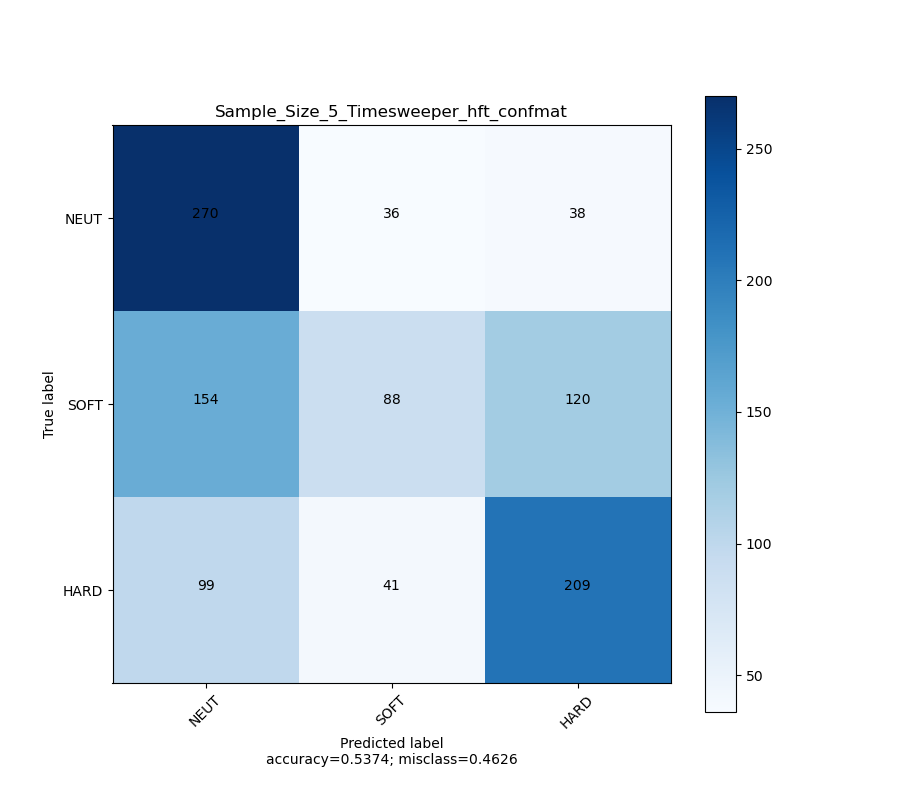 Sample_Size_5_Timesweeper_hft_confmat
NEUT 270 36 38
SOFT 154 88 120
HARD 99 41 209
True label
NEUT SOFT HARD
Predicted label
accuracy=0.5374; misclass=0.4626
250
200
150
100
50